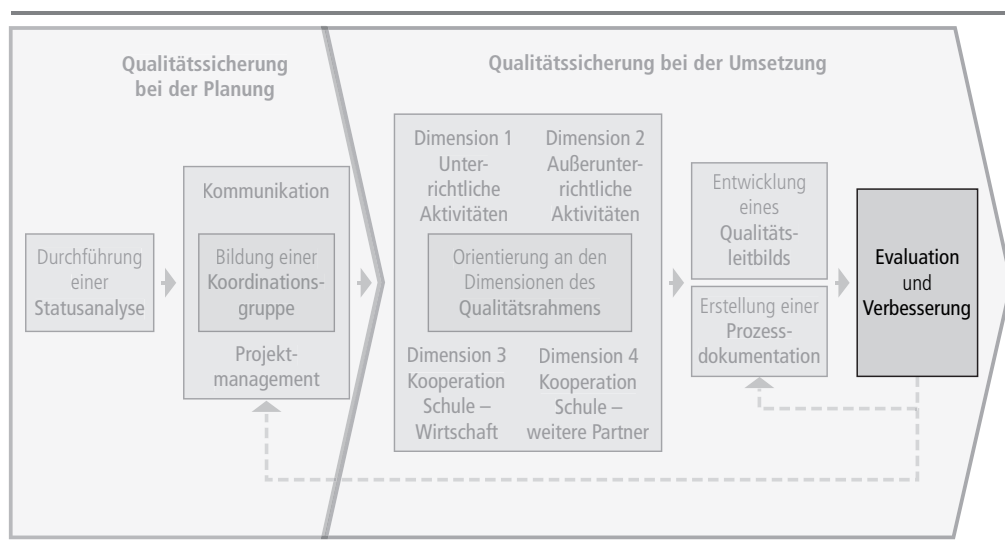 Qualitätssicherung
bei der Planung
Qualitätssicherung bei der Umsetzung
Durchführung
einer
Statusanalyse
Kommunikation
Bildung einer
Koordinations-
gruppe
Projekt-
management
Dimension 1
Unter-
richtliche
Aktivitäten
Dimension 2
Außerunter-
richtliche
Aktivitäten
Orientierung an den
Dimensionen des
Qualitätsrahmens
Dimension 3
Kooperation
Schule –
Wirtschaft
Dimension 4
Kooperation
Schule –
weitere Partner
Entwicklung
eines
Qualitäts-
leitbilds
Erstellung einer
Prozess-
dokumentation
Evaluation
und
Verbesserung